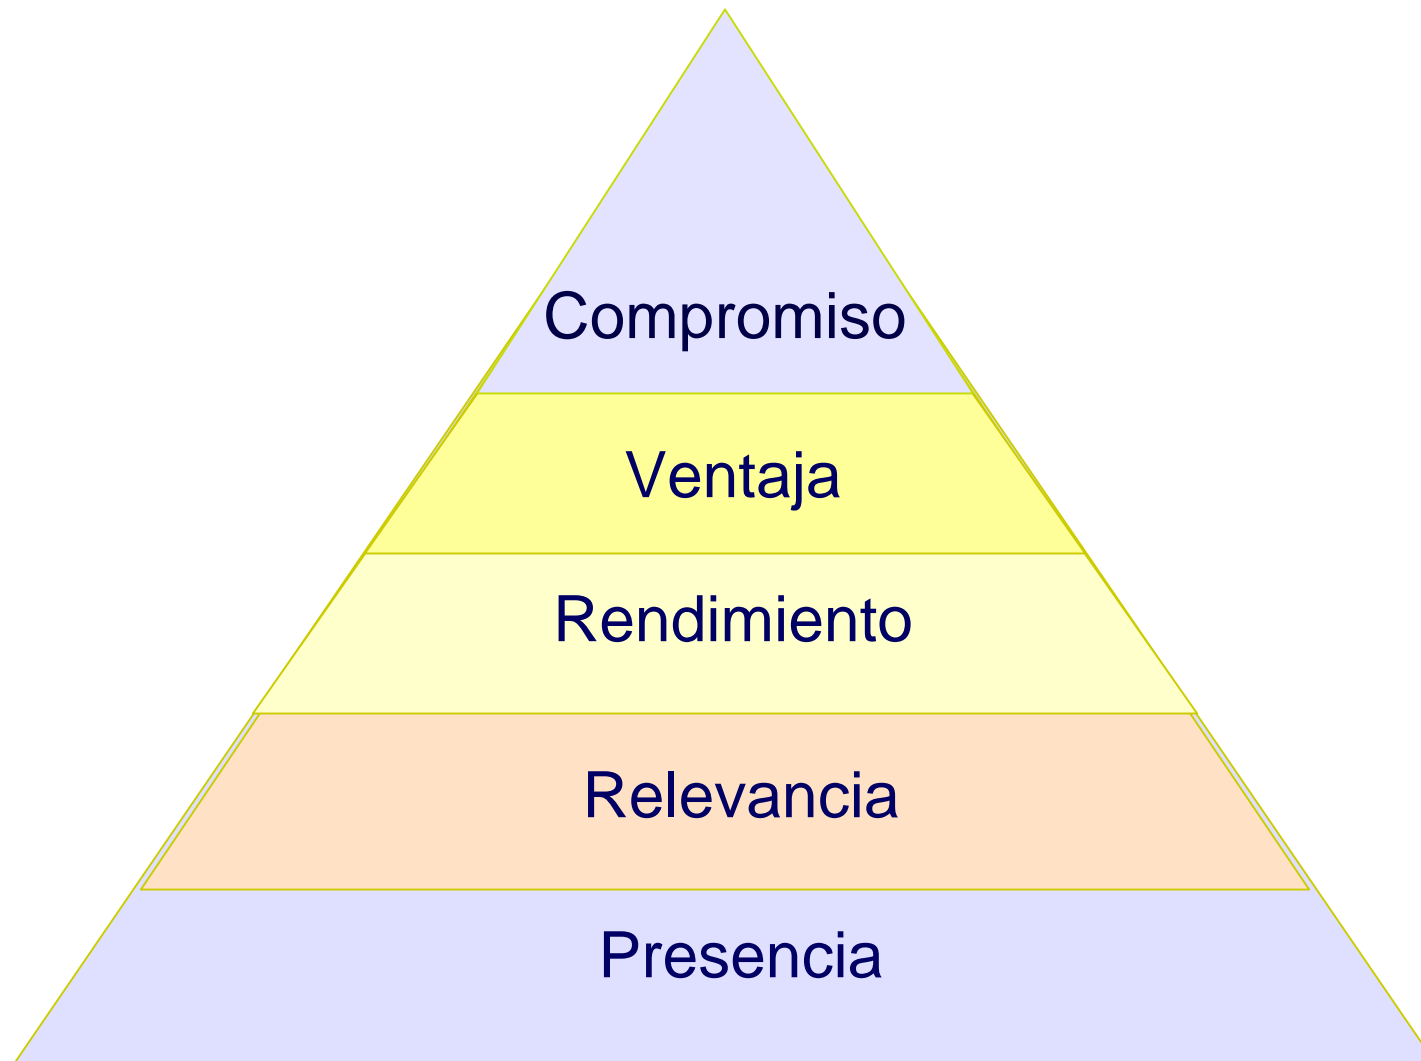 Compromiso
Ventaja
Rendimiento
Relevancia
Presencia